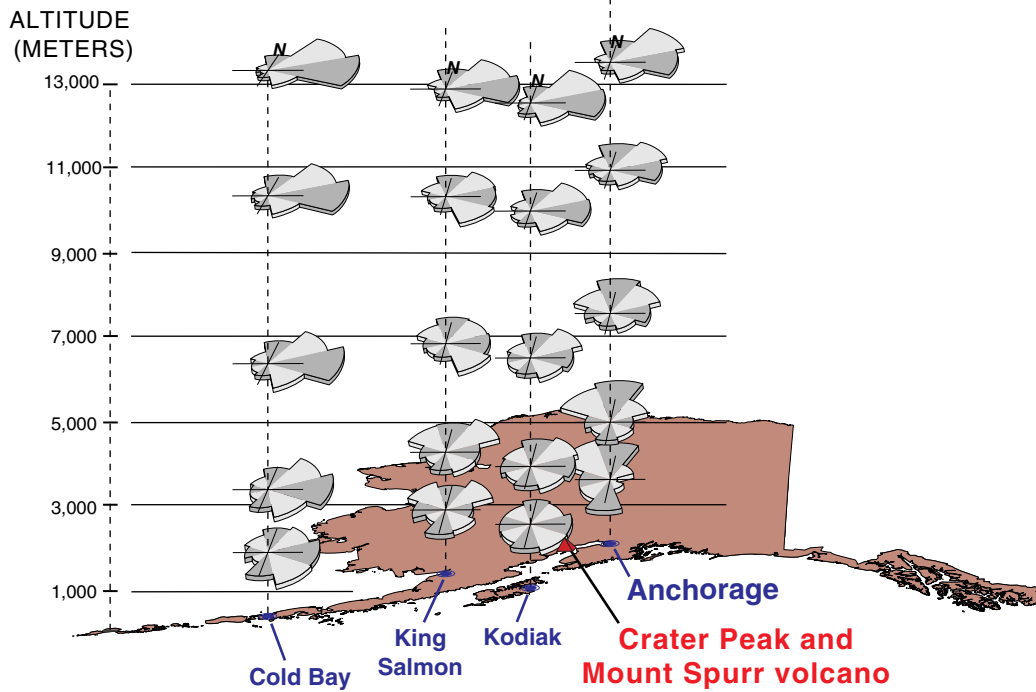 ALTITUDE
(METERS)
N
N
N
N
13,000
11,000
9,000
7,000
5,000
3,000
1,000
Anchorage
King
Salmon
Kodiak
Cold Bay
Crater Peak and
Mount Spurr volcano